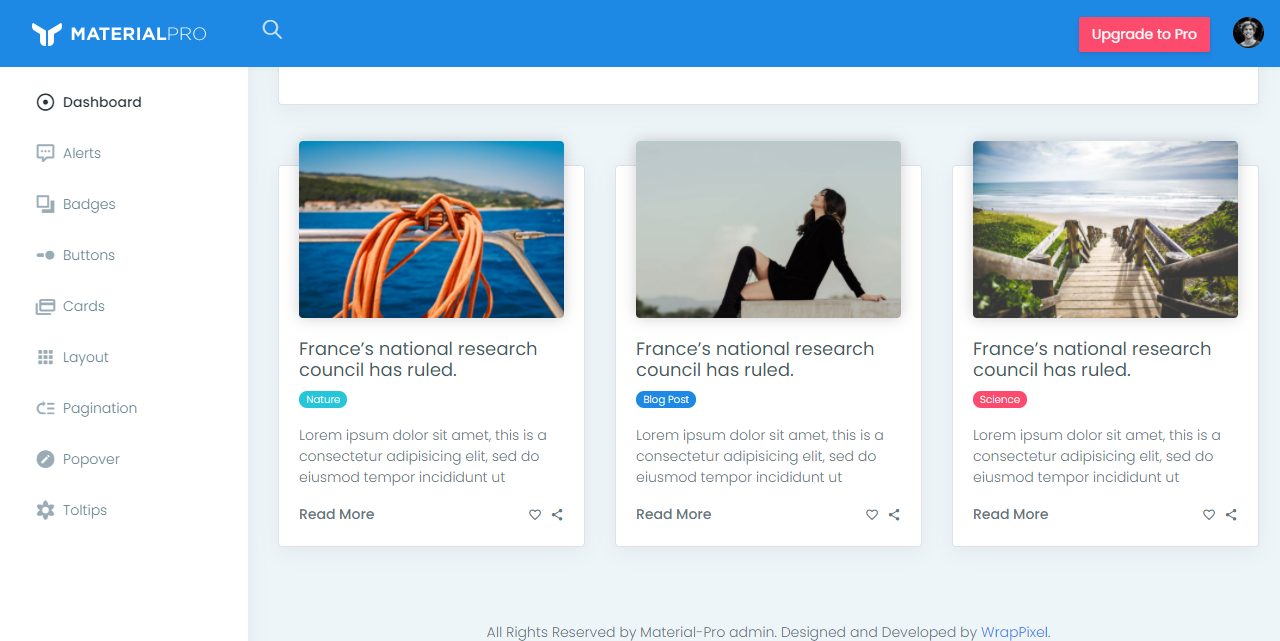 MATERIALPRO
Upgrade to Pro
Dashboard
Alerts
Badges
Buttons
Cards
Layout
Pagination
Popover
Toltips
France’s national research
council has ruled.
Nature
Lorem ipsum dolor sit amet, this is a
consectetur adipisicing elit, sed do
eiusmod tempor incididunt ut
Read More
France’s national research
council has ruled.
Blog Post
Lorem ipsum dolor sit amet, this is a
consectetur adipisicing elit, sed do
eiusmod tempor incididunt ut
Read More
France’s national research
council has ruled.
Science
Lorem ipsum dolor sit amet, this is a
consectetur adipisicing elit, sed do
eiusmod tempor incididunt ut
Read More
All Rights Reserved by Material-Pro admin. Designed and Developed by WrapPixel.